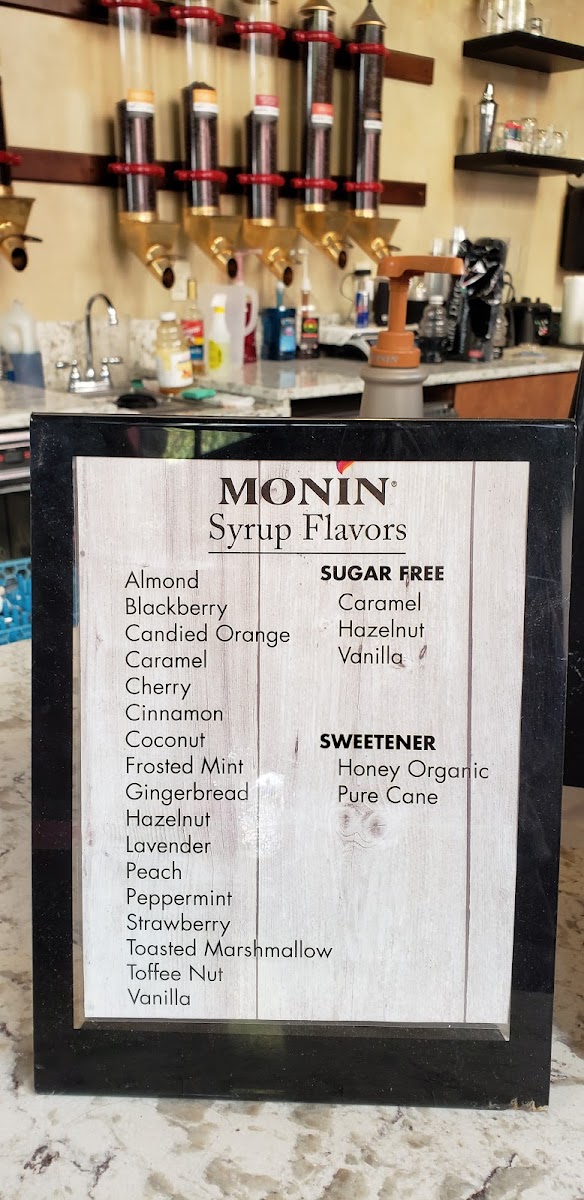 MONIN®
Syrup Flavors
Almond
Blackberry
Candied Orange
Caramel
Cherry
Cinnamon
Coconut
Frosted Mint
Gingerbread
Hazelnut
Lavender
Peach
Peppermint
Strawberry
Toasted Marshmallow
Toffee Nut
Vanilla
SUGAR FREE
Caramel
Hazelnut
Vanilla
SWEETENER
Honey Organic
Pure Cane